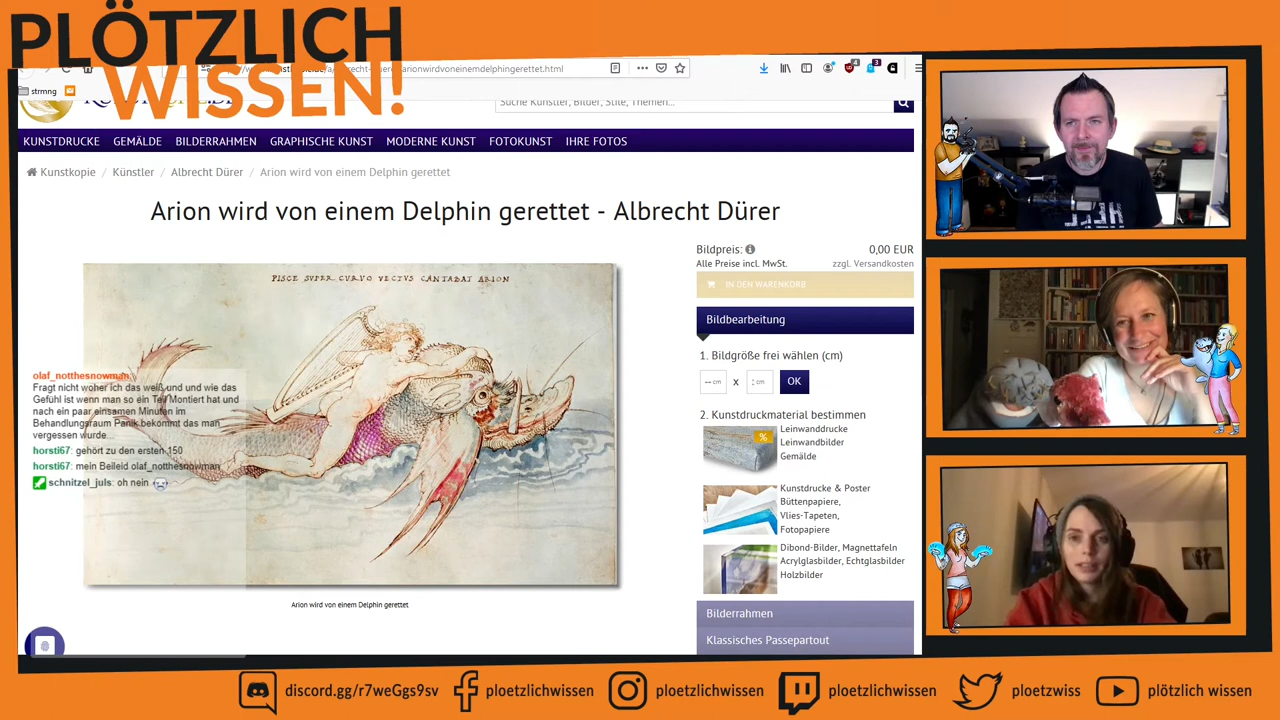 PLÖTZLICH
WISSEN!
arionwirdvoneinemdelphingerettet.html
4
3
strmng
Suche Künstler, Bilder, Stile, Themen...
KUNSTDRUCKE GEMÄLDE BILDERRAHMEN GRAPHISCHE KUNST MODERNE KUNST FOTOKUNST IHRE FOTOS
Kunstkopie / Künstler / Albrecht Dürer / Arion wird von einem Delphin gerettet
Arion wird von einem Delphin gerettet - Albrecht Dürer
PISCE SVPER CVRVO VECTVS CANTABAT ARION
olaf_notthesnowman:
Fragt nicht woher ich das weiß und und wie das
Gefühl ist wenn man so ein Teil Montiert hat und
nach ein paar einsamen Minuten im
Behandlungsraum Panik bekommt das man
vergessen wurde...
horsti67: gehört zu den ersten 150
horsti67: mein Beileid olaf_notthesnowman
schnitzel_juls: oh nein
Arion wird von einem Delphin gerettet
Bildpreis: 0,00 EUR
Alle Preise incl. MwSt. zzgl. Versandkosten
IN DEN WARENKORB
Bildbearbeitung
1. Bildgröße frei wählen (cm)
-- cm x : cm OK
2. Kunstdruckmaterial bestimmen
%
Leinwanddrucke
Leinwandbilder
Gemälde
Kunstdrucke & Poster
Büttenpapiere,
Vlies-Tapeten,
Fotopapiere
Dibond-Bilder, Magnettafeln
Acrylglasbilder, Echtglasbilder
Holzbilder
Bilderrahmen
Klassisches Passepartout
discord.gg/r7weGgs9sv ploetzlichwissen ploetzlichwissen ploetzlichwissen ploetzwiss plötzlich wissen